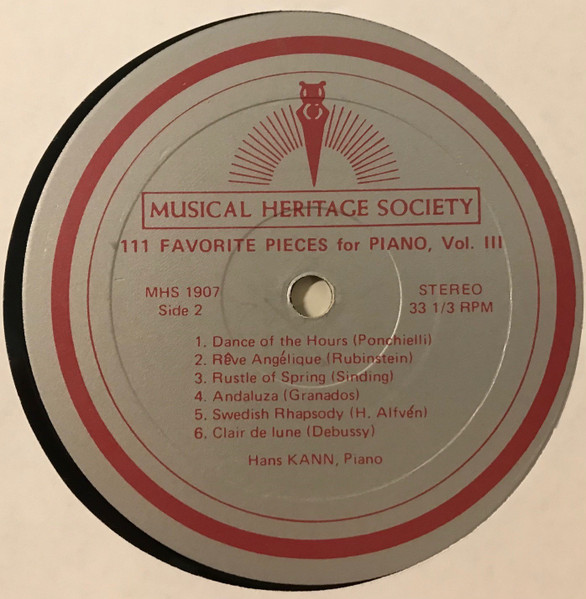 MUSICAL HERITAGE SOCIETY
111 FAVORITE PIECES for PIANO, Vol. III
MHS 1907
Side 2
STEREO
33 1/3 RPM
1. Dance of the Hours (Ponchielli)
2. Rêve Angélique (Rubinstein)
3. Rustle of Spring (Sinding)
4. Andaluza (Granados)
5. Swedish Rhapsody (H. Alfvén)
6. Clair de lune (Debussy)
Hans KANN, Piano